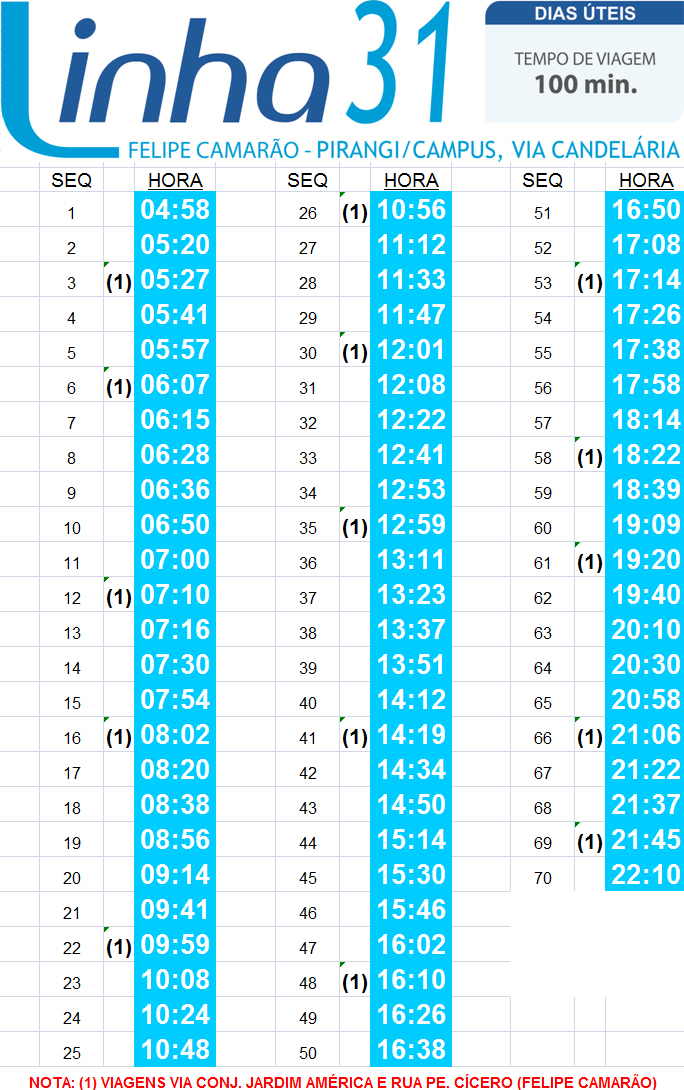 Linha 31
DIAS ÚTEIS
TEMPO DE VIAGEM
100 min.
FELIPE CAMARÃO - PIRANGI/CAMPUS, VIA CANDELÁRIA
SEQ HORA SEQ HORA SEQ HORA
1 04:58 26 (1) 10:56 51 16:50
2 05:20 27 11:12 52 17:08
3 (1) 05:27 28 11:33 53 (1) 17:14
4 05:41 29 11:47 54 17:26
5 05:57 30 (1) 12:01 55 17:38
6 (1) 06:07 31 12:08 56 17:58
7 06:15 32 12:22 57 18:14
8 06:28 33 12:41 58 (1) 18:22
9 06:36 34 12:53 59 18:39
10 06:50 35 (1) 12:59 60 19:09
11 07:00 36 13:11 61 (1) 19:20
12 (1) 07:10 37 13:23 62 19:40
13 07:16 38 13:37 63 20:10
14 07:30 39 13:51 64 20:30
15 07:54 40 14:12 65 20:58
16 (1) 08:02 41 (1) 14:19 66 (1) 21:06
17 08:20 42 14:34 67 21:22
18 08:38 43 14:50 68 21:37
19 08:56 44 15:14 69 (1) 21:45
20 09:14 45 15:30 70 22:10
21 09:41 46 15:46
22 (1) 09:59 47 16:02
23 10:08 48 (1) 16:10
24 10:24 49 16:26
25 10:48 50 16:38
NOTA: (1) VIAGENS VIA CONJ. JARDIM AMÉRICA E RUA PE. CÍCERO (FELIPE CAMARÃO)